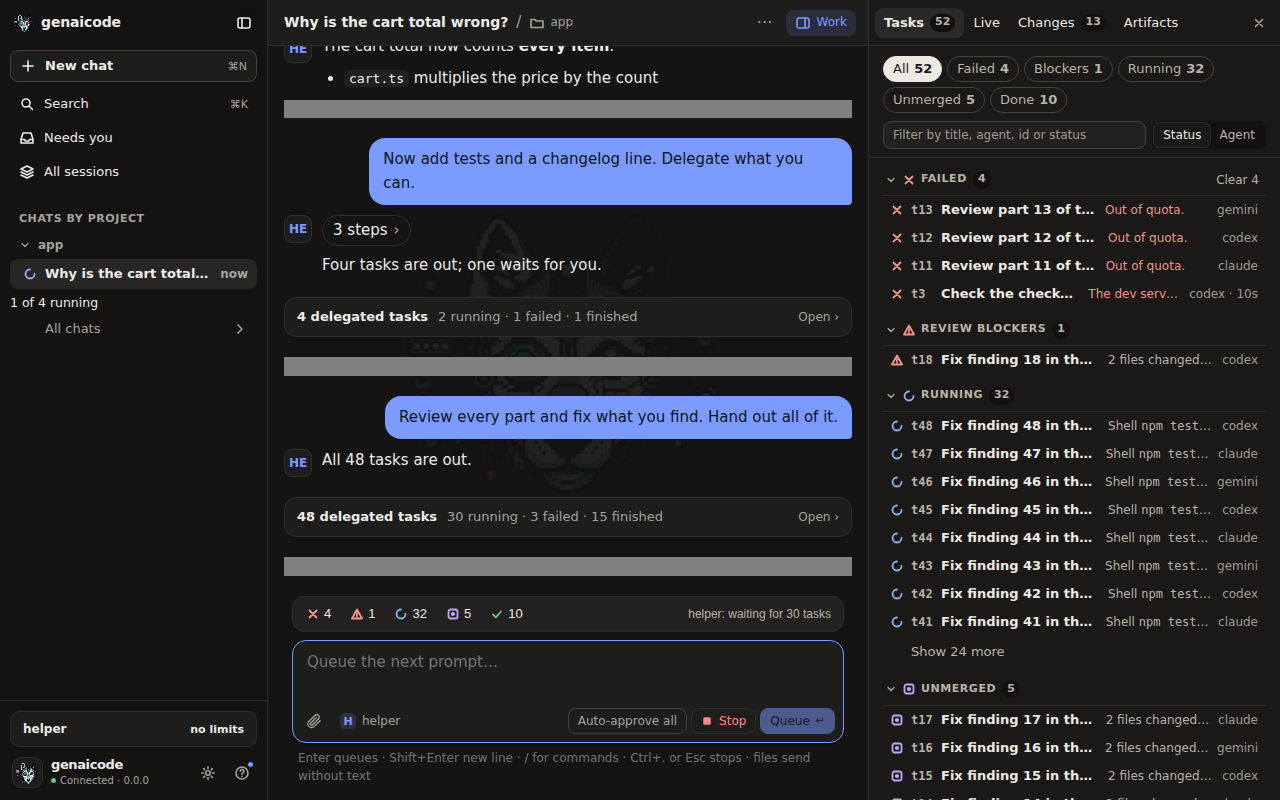 genaicode
New chat ⌘N
Search ⌘K
Needs you
All sessions
CHATS BY PROJECT
app
Why is the cart total… now
1 of 4 running
All chats
helper no limits
genaicode
Connected · 0.0.0
Why is the cart total wrong? / app
··· Work
HE The cart total now counts every item.
• cart.ts multiplies the price by the count
Now add tests and a changelog line. Delegate what you
can.
HE 3 steps ›
Four tasks are out; one waits for you.
4 delegated tasks 2 running · 1 failed · 1 finished Open ›
Review every part and fix what you find. Hand out all of it.
HE All 48 tasks are out.
48 delegated tasks 30 running · 3 failed · 15 finished Open ›
4 1 32 5 10 helper: waiting for 30 tasks
Queue the next prompt…
H helper Auto-approve all Stop Queue ↵
Enter queues · Shift+Enter new line · / for commands · Ctrl+. or Esc stops · files send
without text
Tasks 52 Live Changes 13 Artifacts
All 52 Failed 4 Blockers 1 Running 32
Unmerged 5 Done 10
Filter by title, agent, id or status Status Agent
FAILED 4 Clear 4
t13 Review part 13 of t… Out of quota. gemini
t12 Review part 12 of t… Out of quota. codex
t11 Review part 11 of t… Out of quota. claude
t3 Check the check… The dev serv… codex · 10s
REVIEW BLOCKERS 1
t18 Fix finding 18 in th… 2 files changed… codex
RUNNING 32
t48 Fix finding 48 in th… Shell npm test… codex
t47 Fix finding 47 in th… Shell npm test… claude
t46 Fix finding 46 in th… Shell npm test… gemini
t45 Fix finding 45 in th… Shell npm test… codex
t44 Fix finding 44 in th… Shell npm test… claude
t43 Fix finding 43 in th… Shell npm test… gemini
t42 Fix finding 42 in th… Shell npm test… codex
t41 Fix finding 41 in th… Shell npm test… claude
Show 24 more
UNMERGED 5
t17 Fix finding 17 in th… 2 files changed… claude
t16 Fix finding 16 in th… 2 files changed… gemini
t15 Fix finding 15 in th… 2 files changed… codex